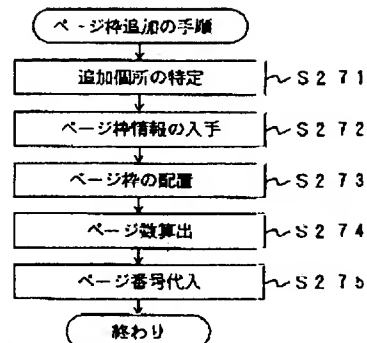 ページ枠追加の手順
追加個所の特定 S271
ページ枠情報の入手 S272
ページ枠の配置 S273
ページ数算出 S274
ページ番号代入 S275
終わり